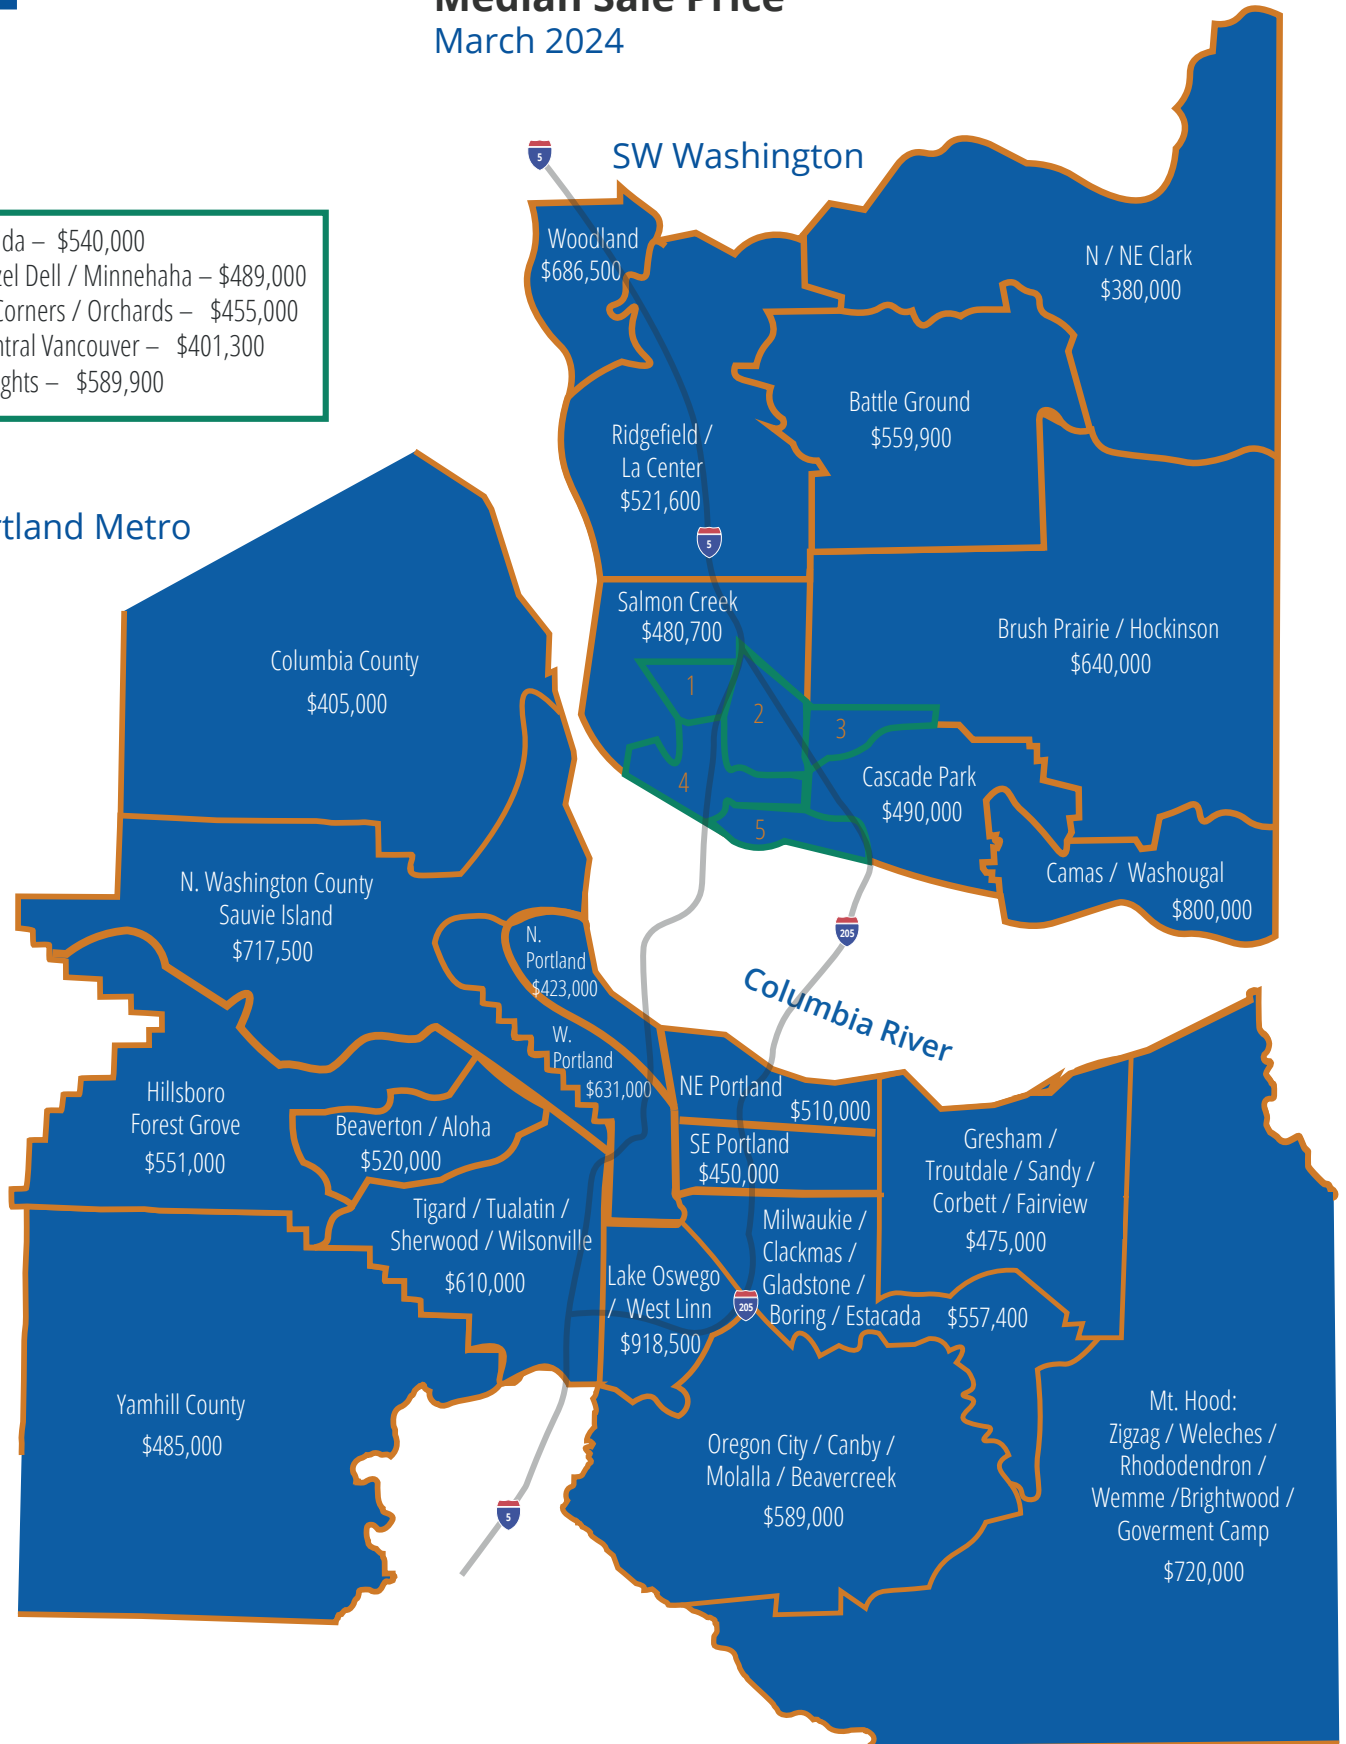 Median Sale Price
March 2024
SW Washington
da – $540,000
zel Dell / Minnehaha – $489,000
Corners / Orchards – $455,000
ntral Vancouver – $401,300
ghts – $589,900
rtland Metro
5
Woodland
$686,500
N / NE Clark
$380,000
Battle Ground
$559,900
Ridgefield /
La Center
$521,600
5
Salmon Creek
$480,700
Brush Prairie / Hockinson
$640,000
1
2
3
4
5
Cascade Park
$490,000
Camas / Washougal
$800,000
205
Columbia River
Columbia County
$405,000
N. Washington County
Sauvie Island
$717,500
N.
Portland
$423,000
W.
Portland
$631,000
NE Portland
$510,000
SE Portland
$450,000
Hillsboro
Forest Grove
$551,000
Beaverton / Aloha
$520,000
Tigard / Tualatin /
Sherwood / Wilsonville
$610,000
Gresham /
Troutdale / Sandy /
Corbett / Fairview
$475,000
Milwaukie /
Clackmas /
Gladstone /
Boring / Estacada $557,400
Lake Oswego
/ West Linn
$918,500
205
Yamhill County
$485,000
5
Oregon City / Canby /
Molalla / Beavercreek
$589,000
Mt. Hood:
Zigzag / Weleches /
Rhododendron /
Wemme /Brightwood /
Goverment Camp
$720,000